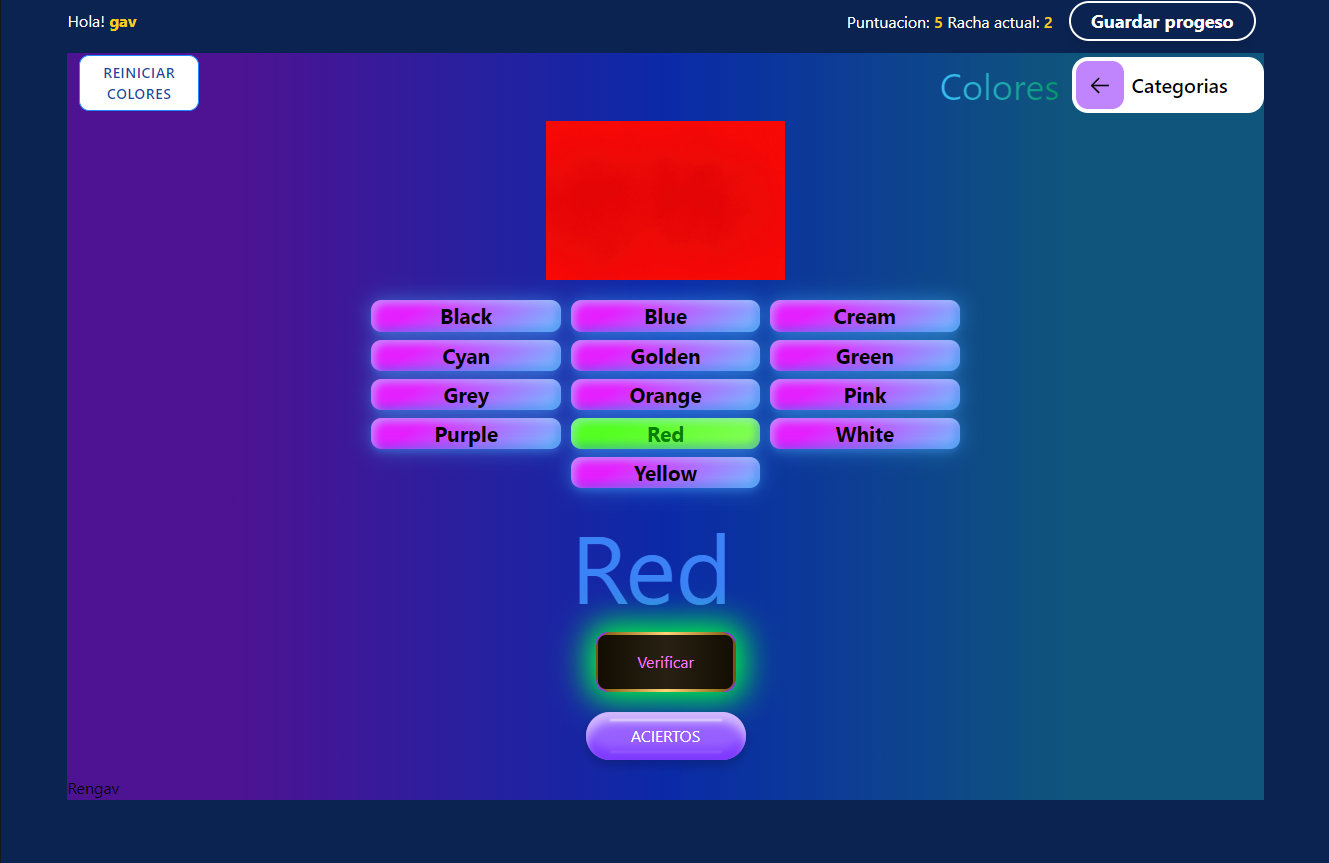 Hola! gav
Puntuacion: 5 Racha actual: 2
Guardar progeso
REINICIAR
COLORES
Colores
Categorias
Black
Blue
Cream
Cyan
Golden
Green
Grey
Orange
Pink
Purple
Red
White
Yellow
Red
Verificar
ACIERTOS
Rengav